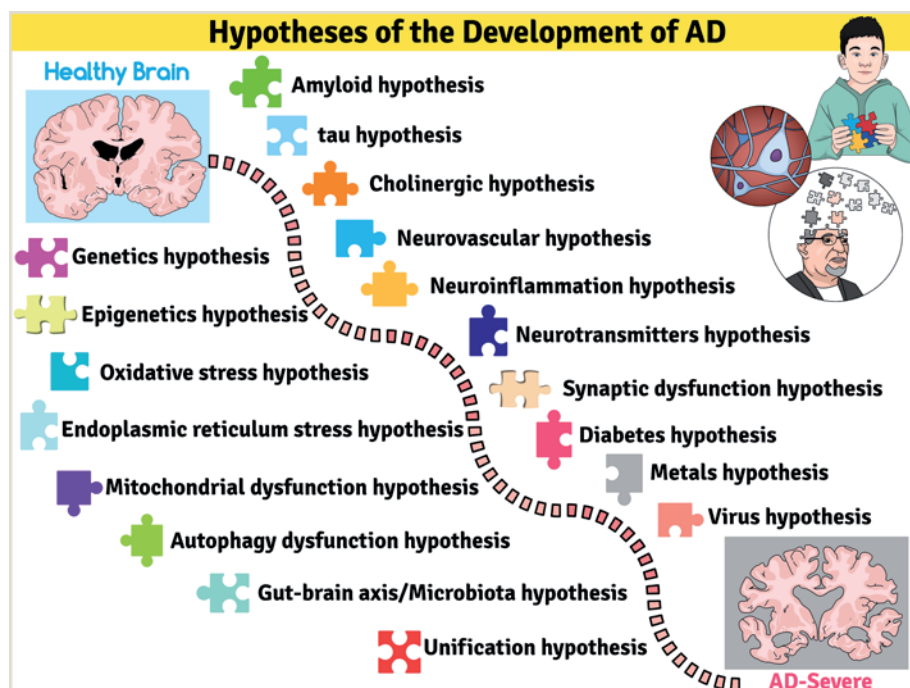 Hypotheses of the Development of AD
Healthy Brain
Amyloid hypothesis
tau hypothesis
Cholinergic hypothesis
Neurovascular hypothesis
Genetics hypothesis
Neuroinflammation hypothesis
Epigenetics hypothesis
Neurotransmitters hypothesis
Oxidative stress hypothesis
Synaptic dysfunction hypothesis
Endoplasmic reticulum stress hypothesis
Diabetes hypothesis
Metals hypothesis
Mitochondrial dysfunction hypothesis
Virus hypothesis
Autophagy dysfunction hypothesis
Gut-brain axis/Microbiota hypothesis
Unification hypothesis
AD-Severe